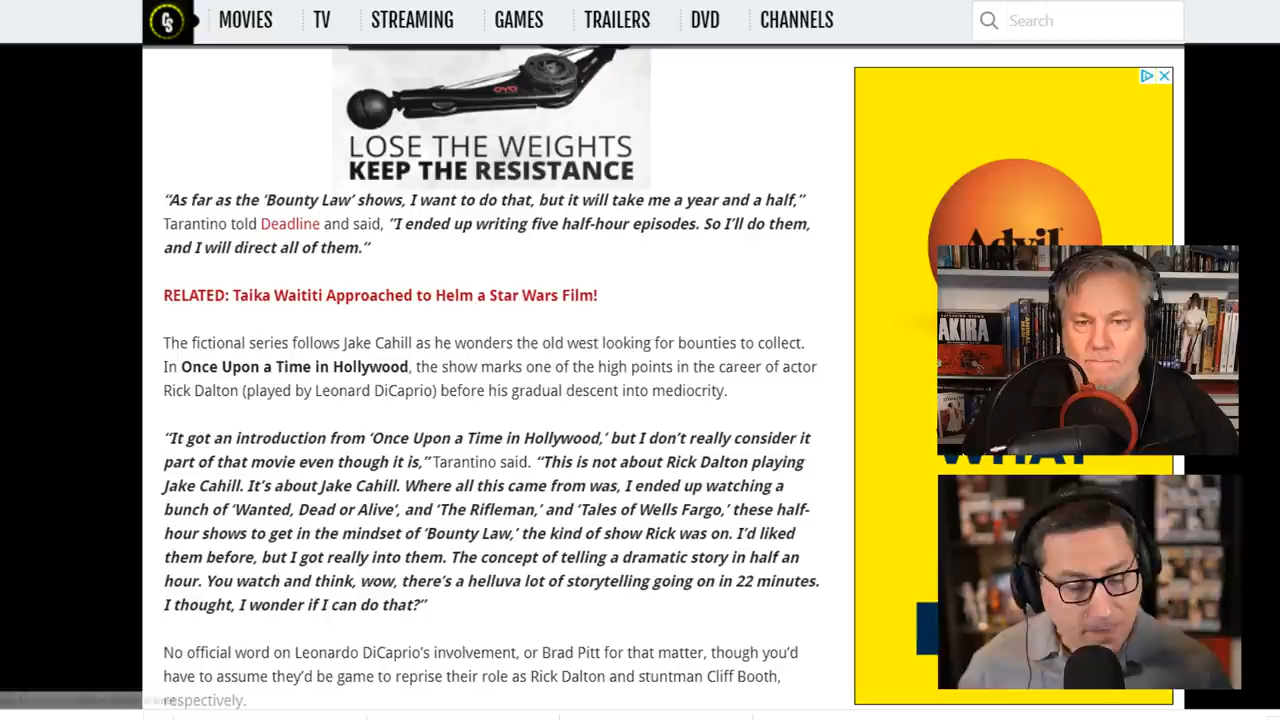 CS MOVIES TV STREAMING GAMES TRAILERS DVD CHANNELS Search
OYO
LOSE THE WEIGHTS
KEEP THE RESISTANCE
“As far as the ‘Bounty Law’ shows, I want to do that, but it will take me a year and a half,”
Tarantino told Deadline and said, “I ended up writing five half-hour episodes. So I’ll do them,
and I will direct all of them.”
RELATED: Taika Waititi Approached to Helm a Star Wars Film!
The fictional series follows Jake Cahill as he wonders the old west looking for bounties to collect.
In Once Upon a Time in Hollywood, the show marks one of the high points in the career of actor
Rick Dalton (played by Leonard DiCaprio) before his gradual descent into mediocrity.
“It got an introduction from ‘Once Upon a Time in Hollywood,’ but I don’t really consider it
part of that movie even though it is,” Tarantino said. “This is not about Rick Dalton playing
Jake Cahill. It’s about Jake Cahill. Where all this came from was, I ended up watching a
bunch of ‘Wanted, Dead or Alive’, and ‘The Rifleman,’ and ‘Tales of Wells Fargo,’ these half-
hour shows to get in the mindset of ‘Bounty Law,’ the kind of show Rick was on. I’d liked
them before, but I got really into them. The concept of telling a dramatic story in half an
hour. You watch and think, wow, there’s a helluva lot of storytelling going on in 22 minutes.
I thought, I wonder if I can do that?”
No official word on Leonardo DiCaprio’s involvement, or Brad Pitt for that matter, though you’d
have to assume they’d be game to reprise their role as Rick Dalton and stuntman Cliff Booth,
respectively.
Advil
AKIRA
WHAT